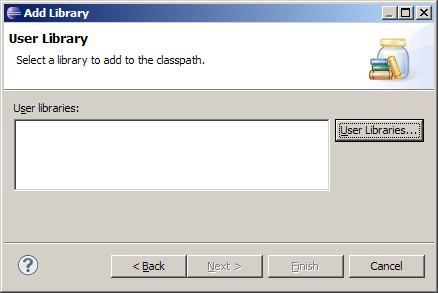 Add Library
User Library
Select a library to add to the classpath.
User libraries:
User Libraries...
?
< Back
Next >
Finish
Cancel